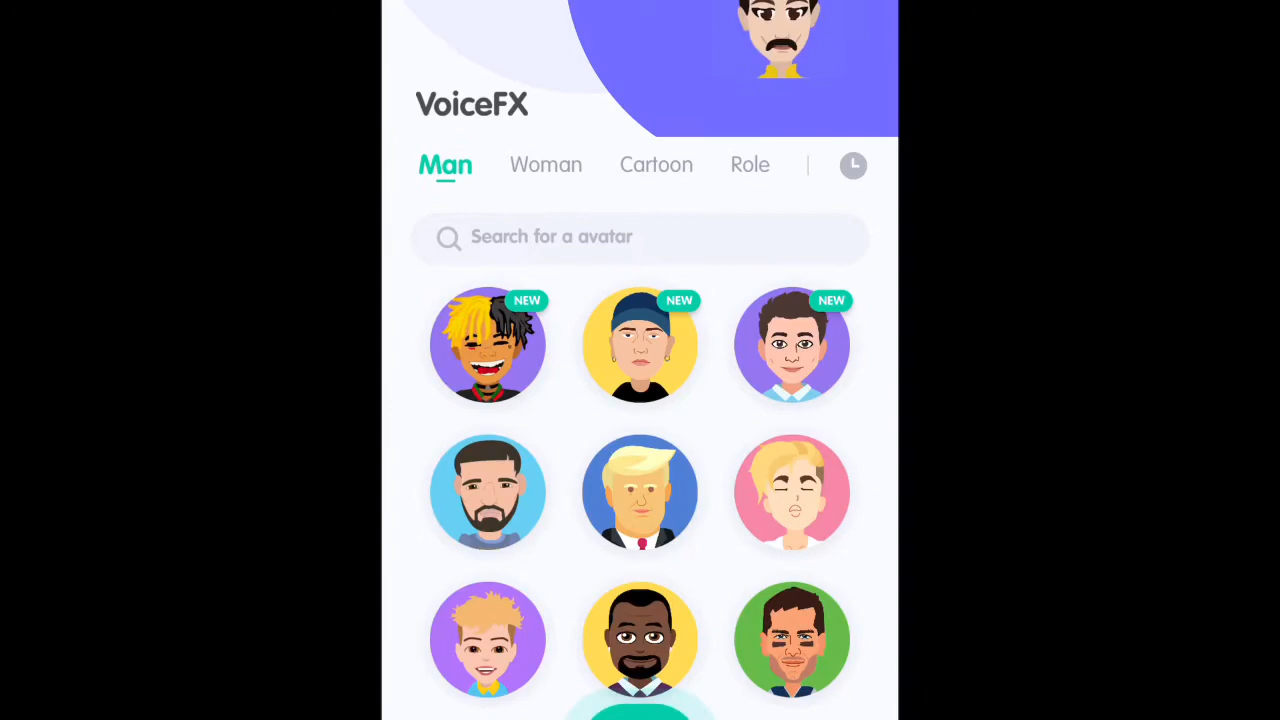 VoiceFX
Man Woman Cartoon Role
Search for a avatar
NEW NEW NEW